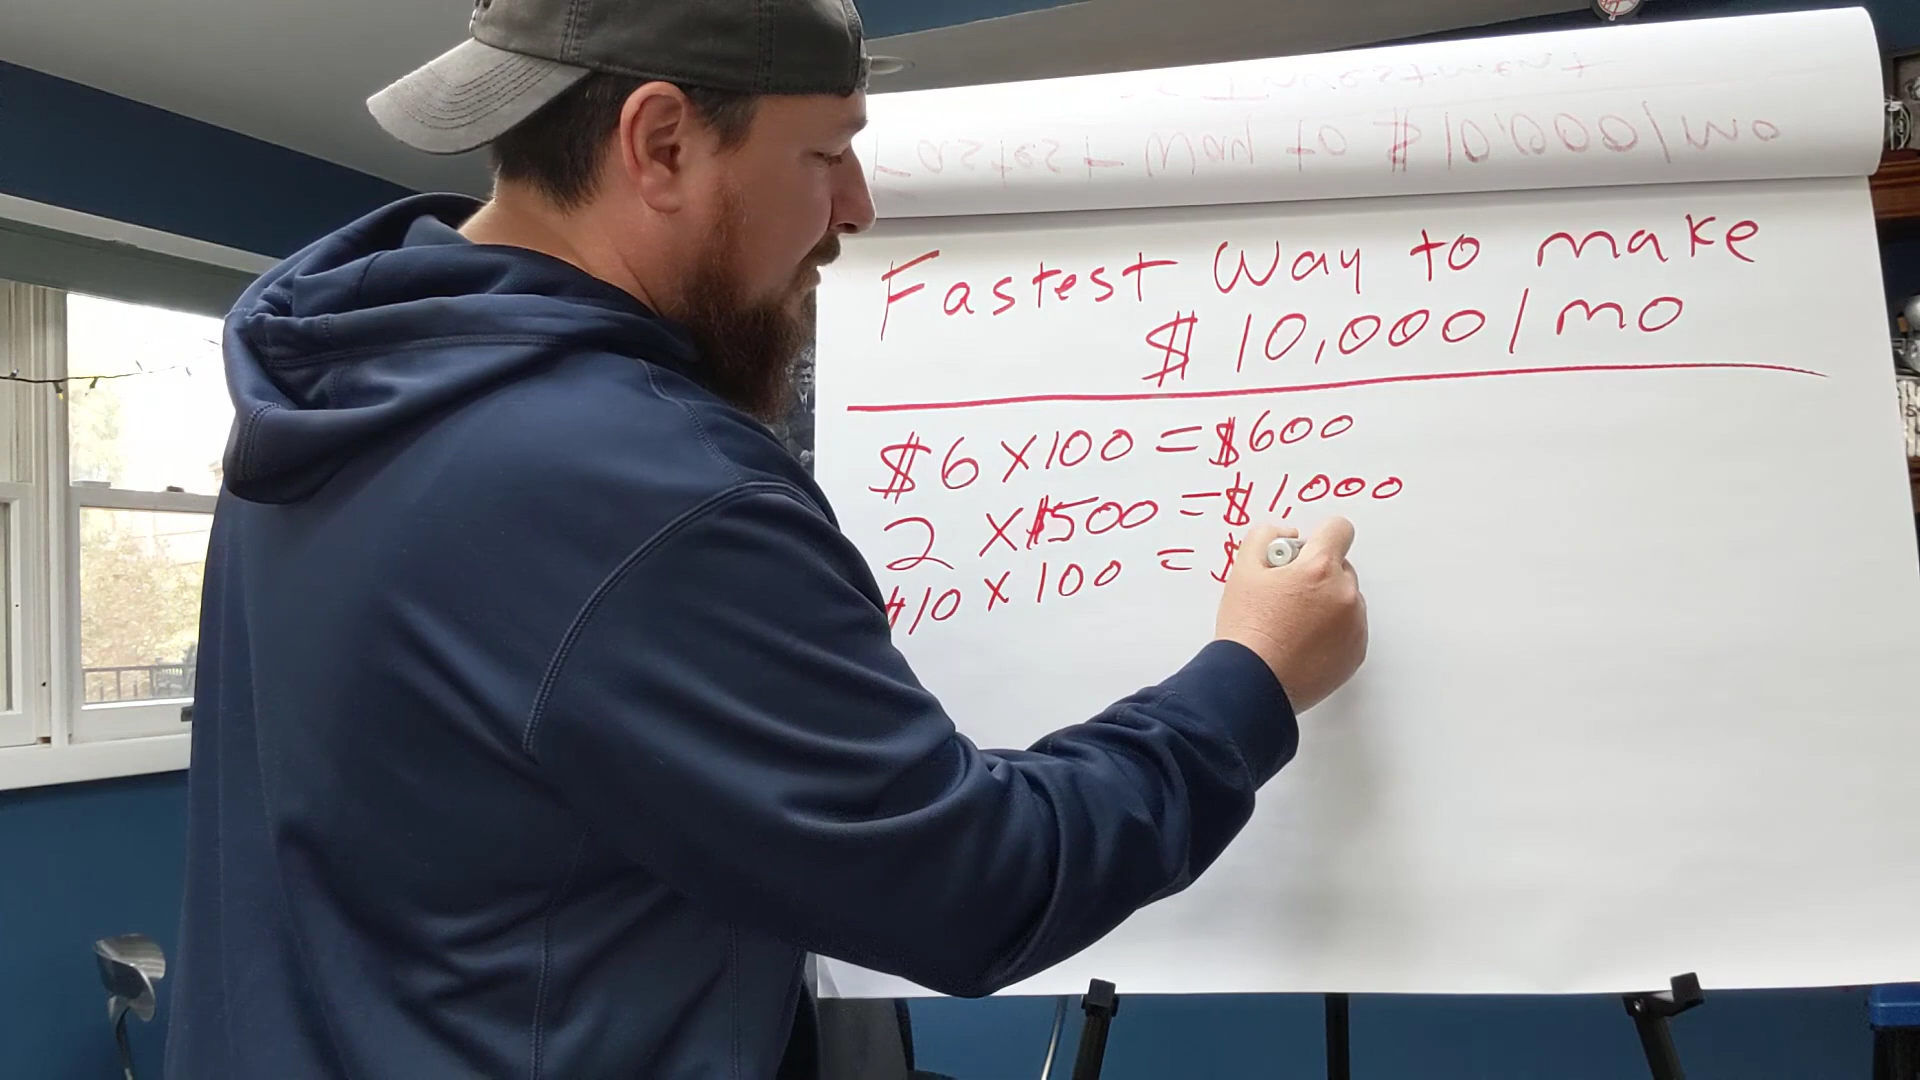 Fastest Way to make
$10,000/mo
$6 X 100 = $600
2 X $500 = $1,000
$10 X 100 = $